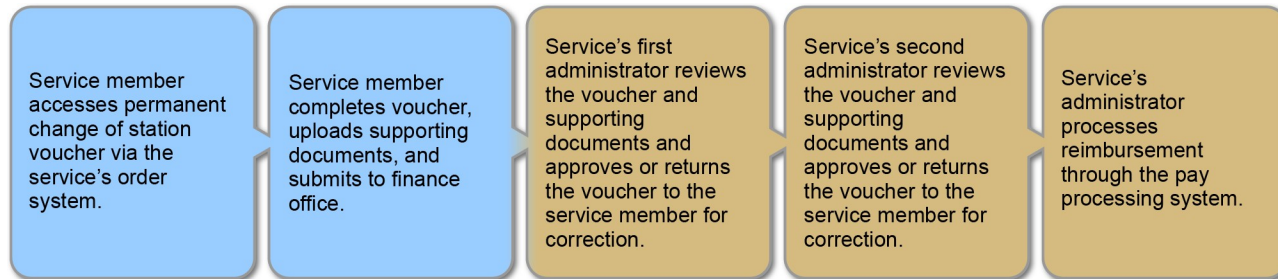 Service member
accesses permanent
change of station
voucher via the
service's order
system.
Service member
completes voucher,
uploads supporting
documents, and
submits to finance
office.
Service's first
administrator reviews
the voucher and
supporting
documents and
approves or returns
the voucher to the
service member for
correction.
Service's second
administrator reviews
the voucher and
supporting
documents and
approves or returns
the voucher to the
service member for
correction.
Service's
administrator
processes
reimbursement
through the pay
processing system.